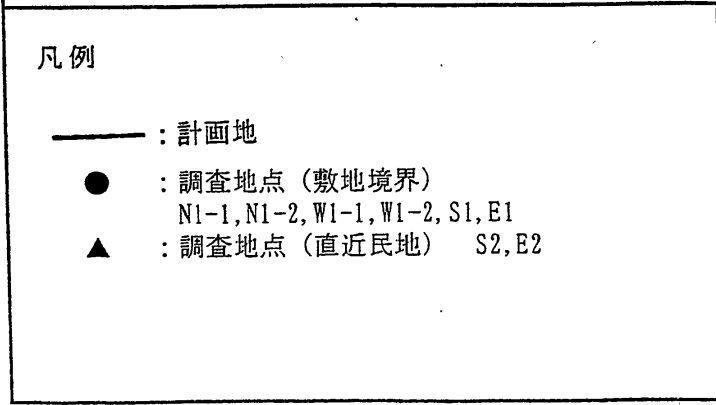 凡例
：計画地
：調査地点（敷地境界）
N1-1,N1-2,W1-1,W1-2,S1,E1
：調査地点（直近民地） S2,E2